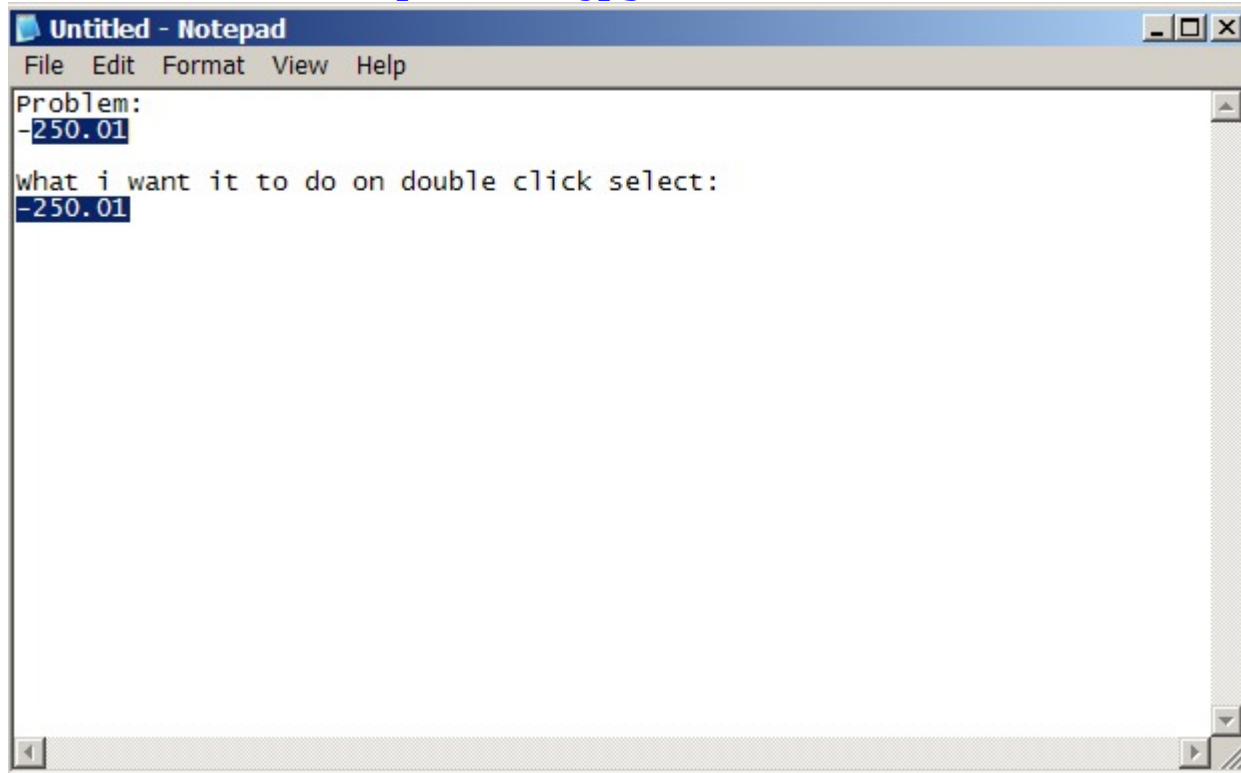 Untitled - Notepad
File Edit Format View Help
Problem:
-250.01
what i want it to do on double click select:
-250.01